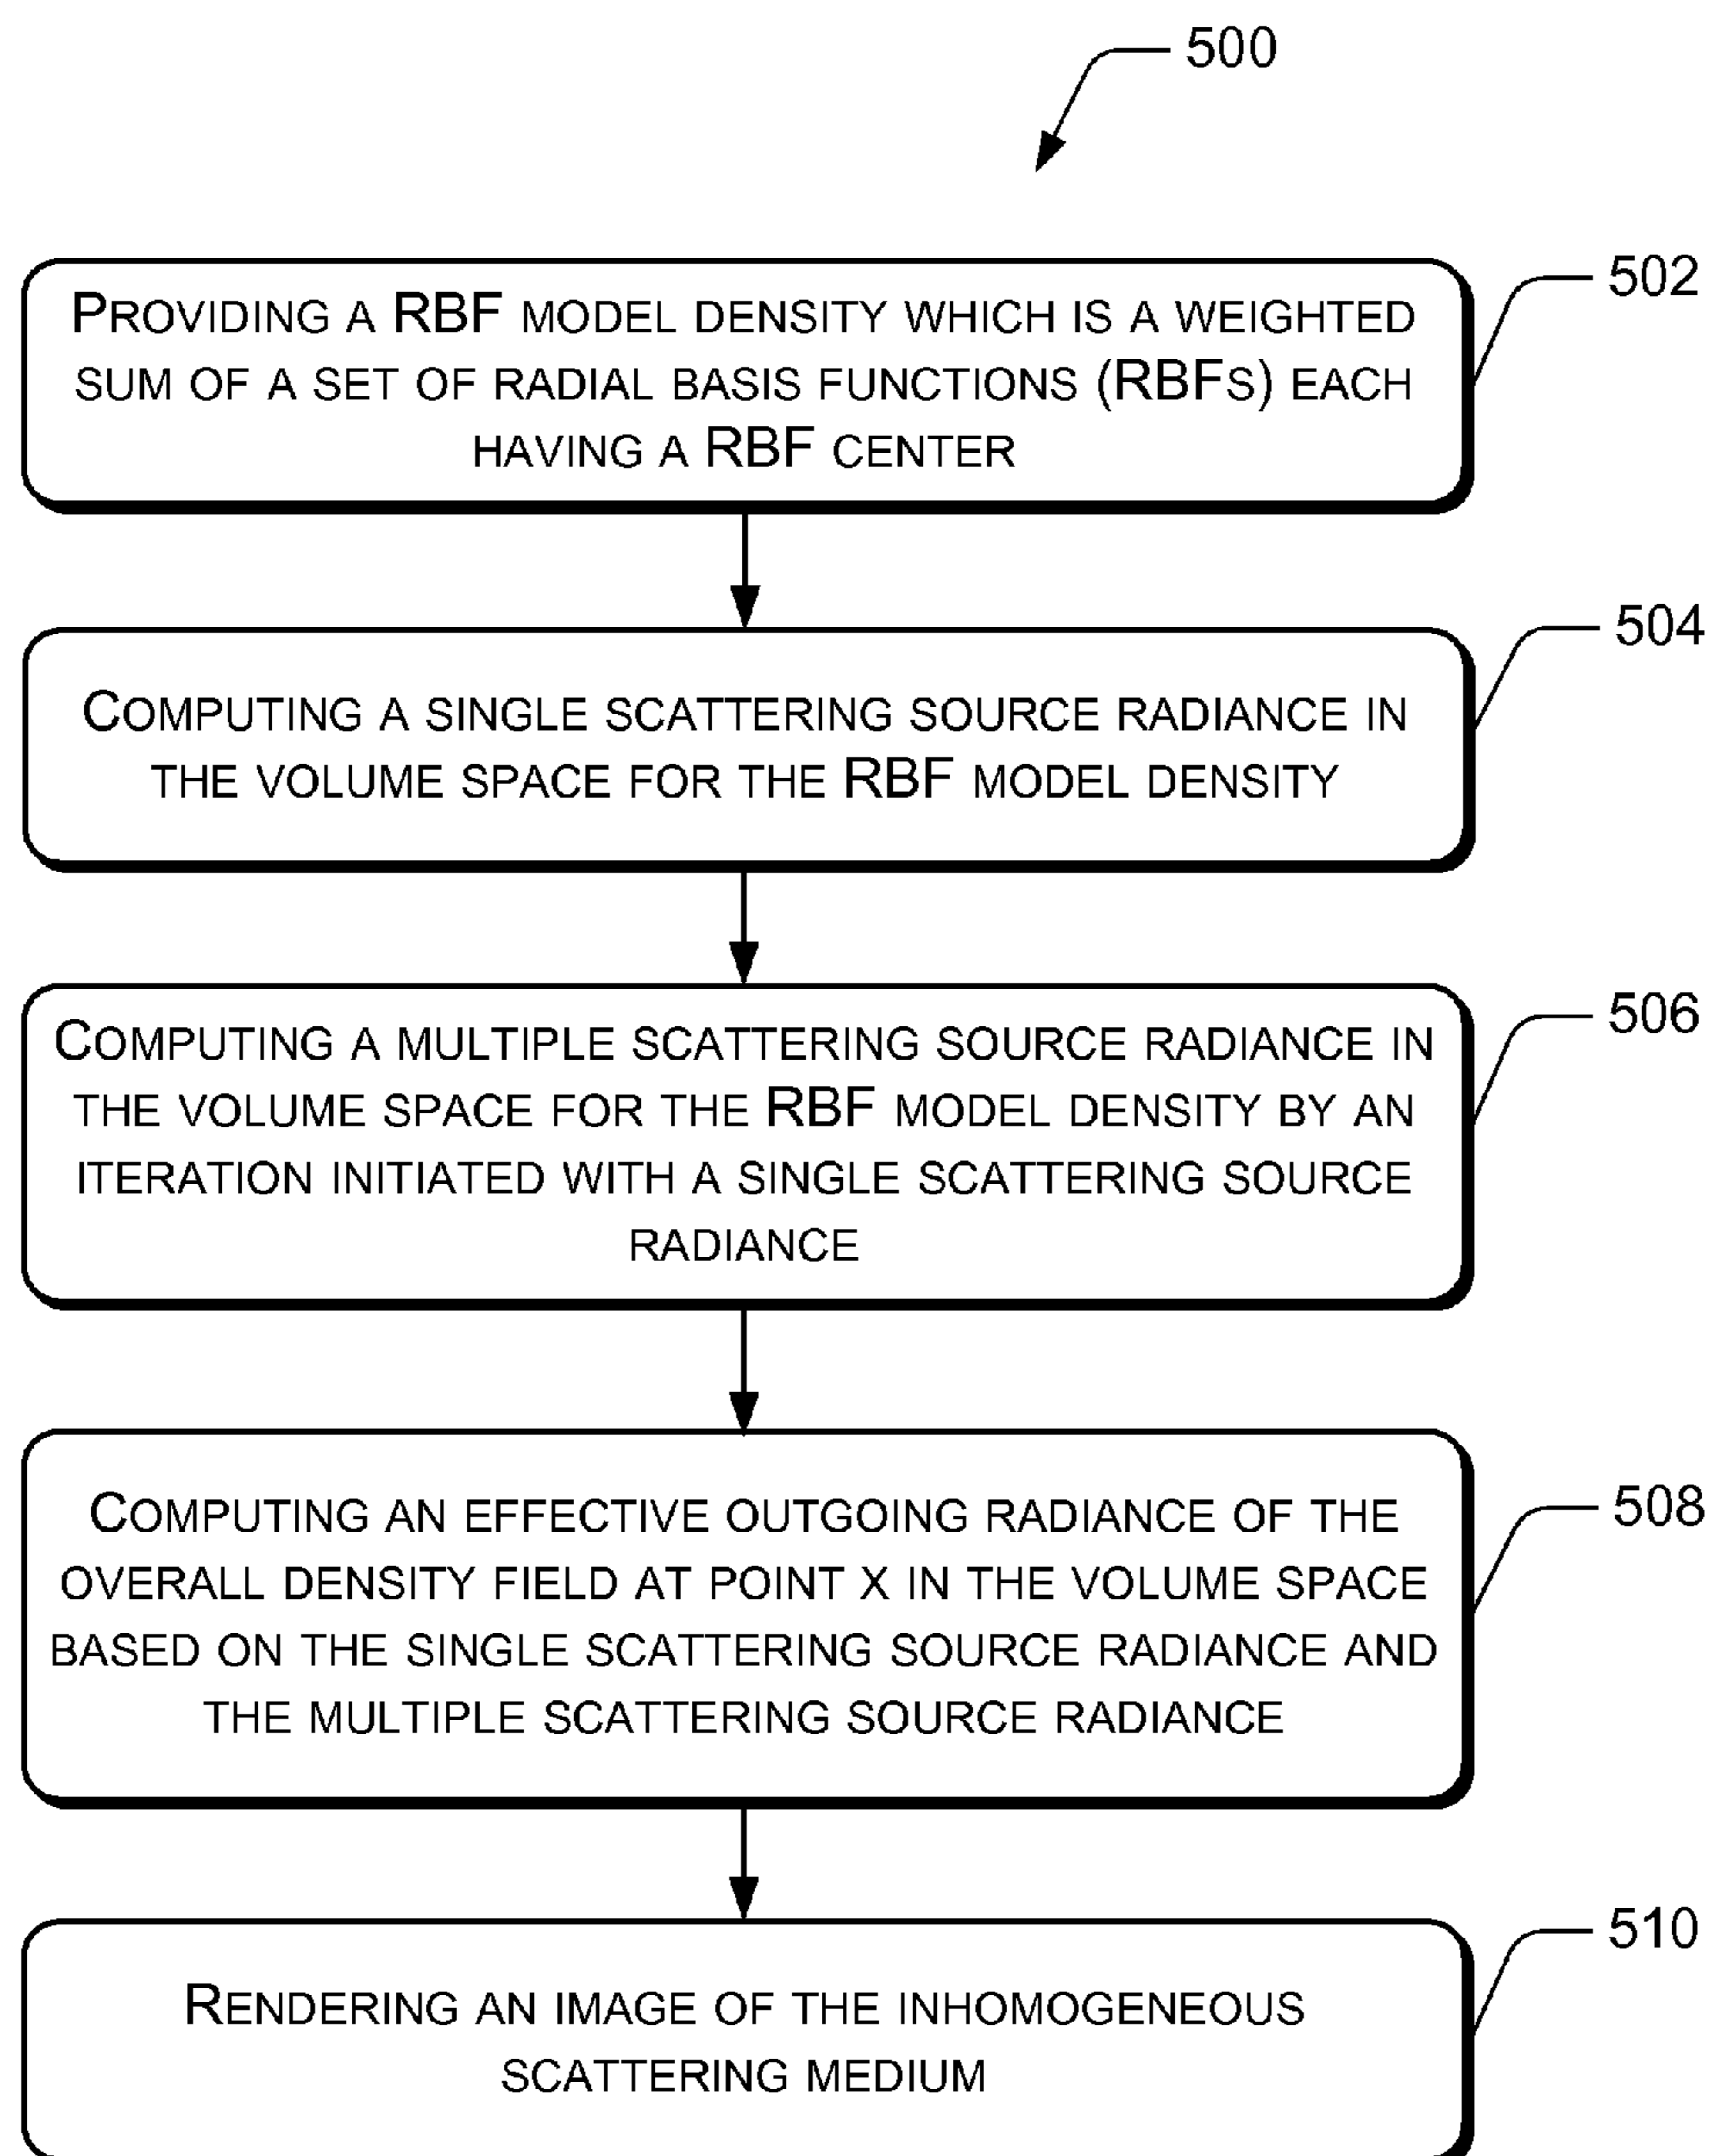 500
502
PROVIDING A RBF MODEL DENSITY WHICH IS A WEIGHTED
SUM OF A SET OF RADIAL BASIS FUNCTIONS (RBFS) EACH
HAVING A RBF CENTER
504
COMPUTING A SINGLE SCATTERING SOURCE RADIANCE IN
THE VOLUME SPACE FOR THE RBF MODEL DENSITY
506
COMPUTING A MULTIPLE SCATTERING SOURCE RADIANCE IN
THE VOLUME SPACE FOR THE RBF MODEL DENSITY BY AN
ITERATION INITIATED WITH A SINGLE SCATTERING SOURCE
RADIANCE
508
COMPUTING AN EFFECTIVE OUTGOING RADIANCE OF THE
OVERALL DENSITY FIELD AT POINT X IN THE VOLUME SPACE
BASED ON THE SINGLE SCATTERING SOURCE RADIANCE AND
THE MULTIPLE SCATTERING SOURCE RADIANCE
510
RENDERING AN IMAGE OF THE INHOMOGENEOUS
SCATTERING MEDIUM